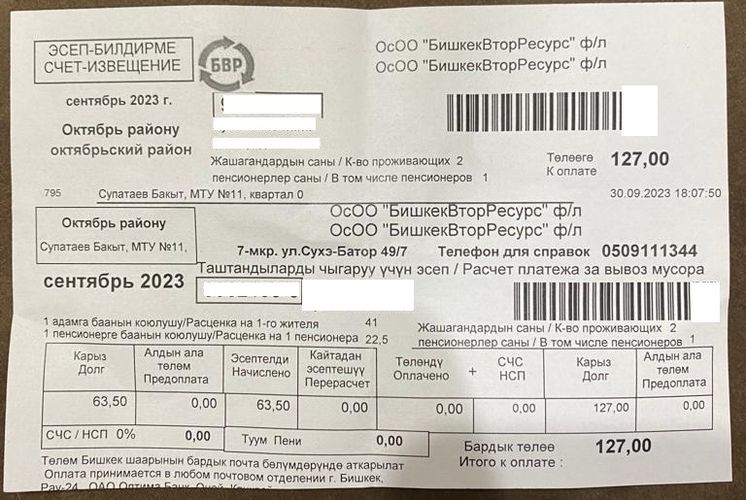 ЭСЕП-БИЛДИРМЕ
СЧЕТ-ИЗВЕЩЕНИЕ
БВР
ОсОО "БишкекВторРесурс" ф/л
ОсОО "БишкекВторРесурс" ф/л
сентябрь 2023 г.
Октябрь району
октябрьский район
Жашагандардын саны / К-во проживающих 2
пенсионерлер саны / В том числе пенсионеров 1
Төлөөгө
К оплате
127,00
795 Супатаев Бакыт, МТУ №11, квартал 0
30.09.2023 18:07:50
Октябрь району
Супатаев Бакыт, МТУ №11,
ОсОО "БишкекВторРесурс" ф/л
ОсОО "БишкекВторРесурс" ф/л
7-мкр. ул.Сухэ-Батор 49/7 Телефон для справок 0509111344
сентябрь 2023
Таштандыларды чыгаруу үчүн эсеп / Расчет платежа за вывоз мусора
1 адамга баанын коюлушу/Расценка на 1-го жителя 41
1 пенсионерге баанын коюлушу/Расценка на 1 пенсионера 22,5
Жашагандардын саны / К-во проживающих 2
пенсионерлер саны / В том числе пенсионеров 1
Карыз
Долг
Алдын ала
төлөм
Предоплата
Эсептелди
Начислено
Кайтадан
эсептешүү
Перерасчет
Төлөндү
Оплачено
+
СЧС
НСП
Карыз
Долг
Алдын ала
төлөм
Предоплата
63,50 0,00 63,50 0,00 0,00 0,00 127,00 0,00
СЧС / НСП 0% 0,00
Туум Пени 0,00
Бардык төлөө
Итого к оплате :
127,00
Төлөм Бишкек шаарынын бардык почта бөлүмдөрүндө аткарылат
Оплата принимается в любом почтовом отделении г. Бишкек,
Pay-24, ОАО Оптима Банк,